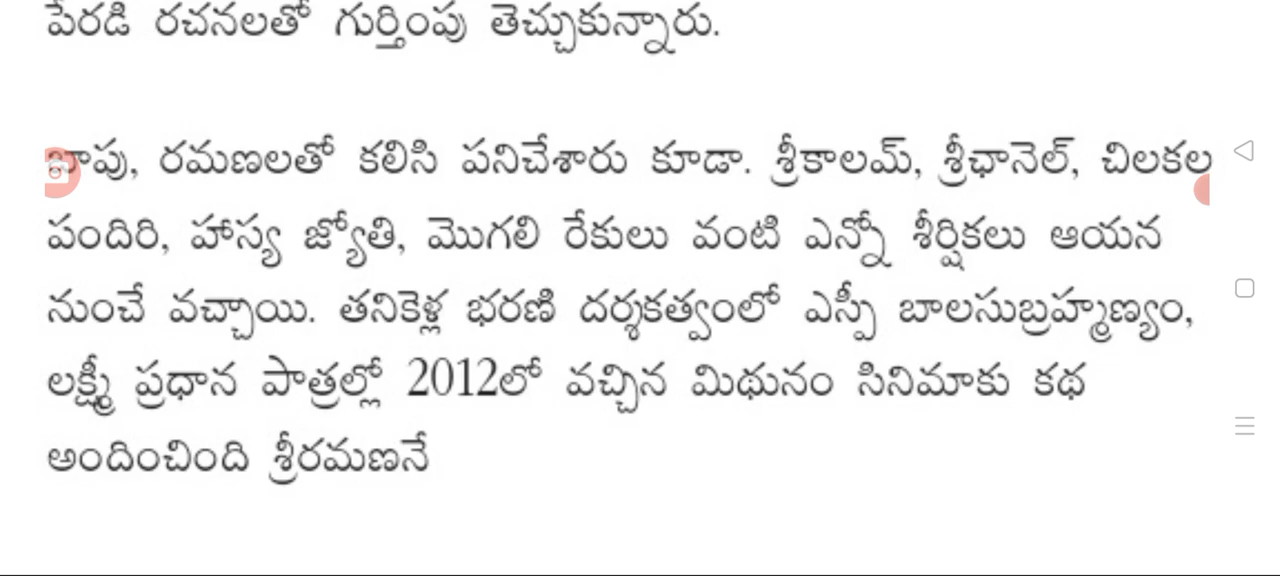 పేరడి రచనలతో గుర్తింపు తెచ్చుకున్నారు.
బాపు, రమణలతో కలిసి పనిచేశారు కూడా. శ్రీకాలమ్, శ్రీఛానెల్, చిలకల
పందిరి, హాస్య జ్యోతి, మొగలి రేకులు వంటి ఎన్నో శీర్షికలు ఆయన
నుంచే వచ్చాయి. తనికెళ్ల భరణి దర్శకత్వంలో ఎస్పీ బాలసుబ్రహ్మణ్యం,
లక్ష్మీ ప్రధాన పాత్రల్లో 2012లో వచ్చిన మిథునం సినిమాకు కథ
అందించింది శ్రీరమణనే